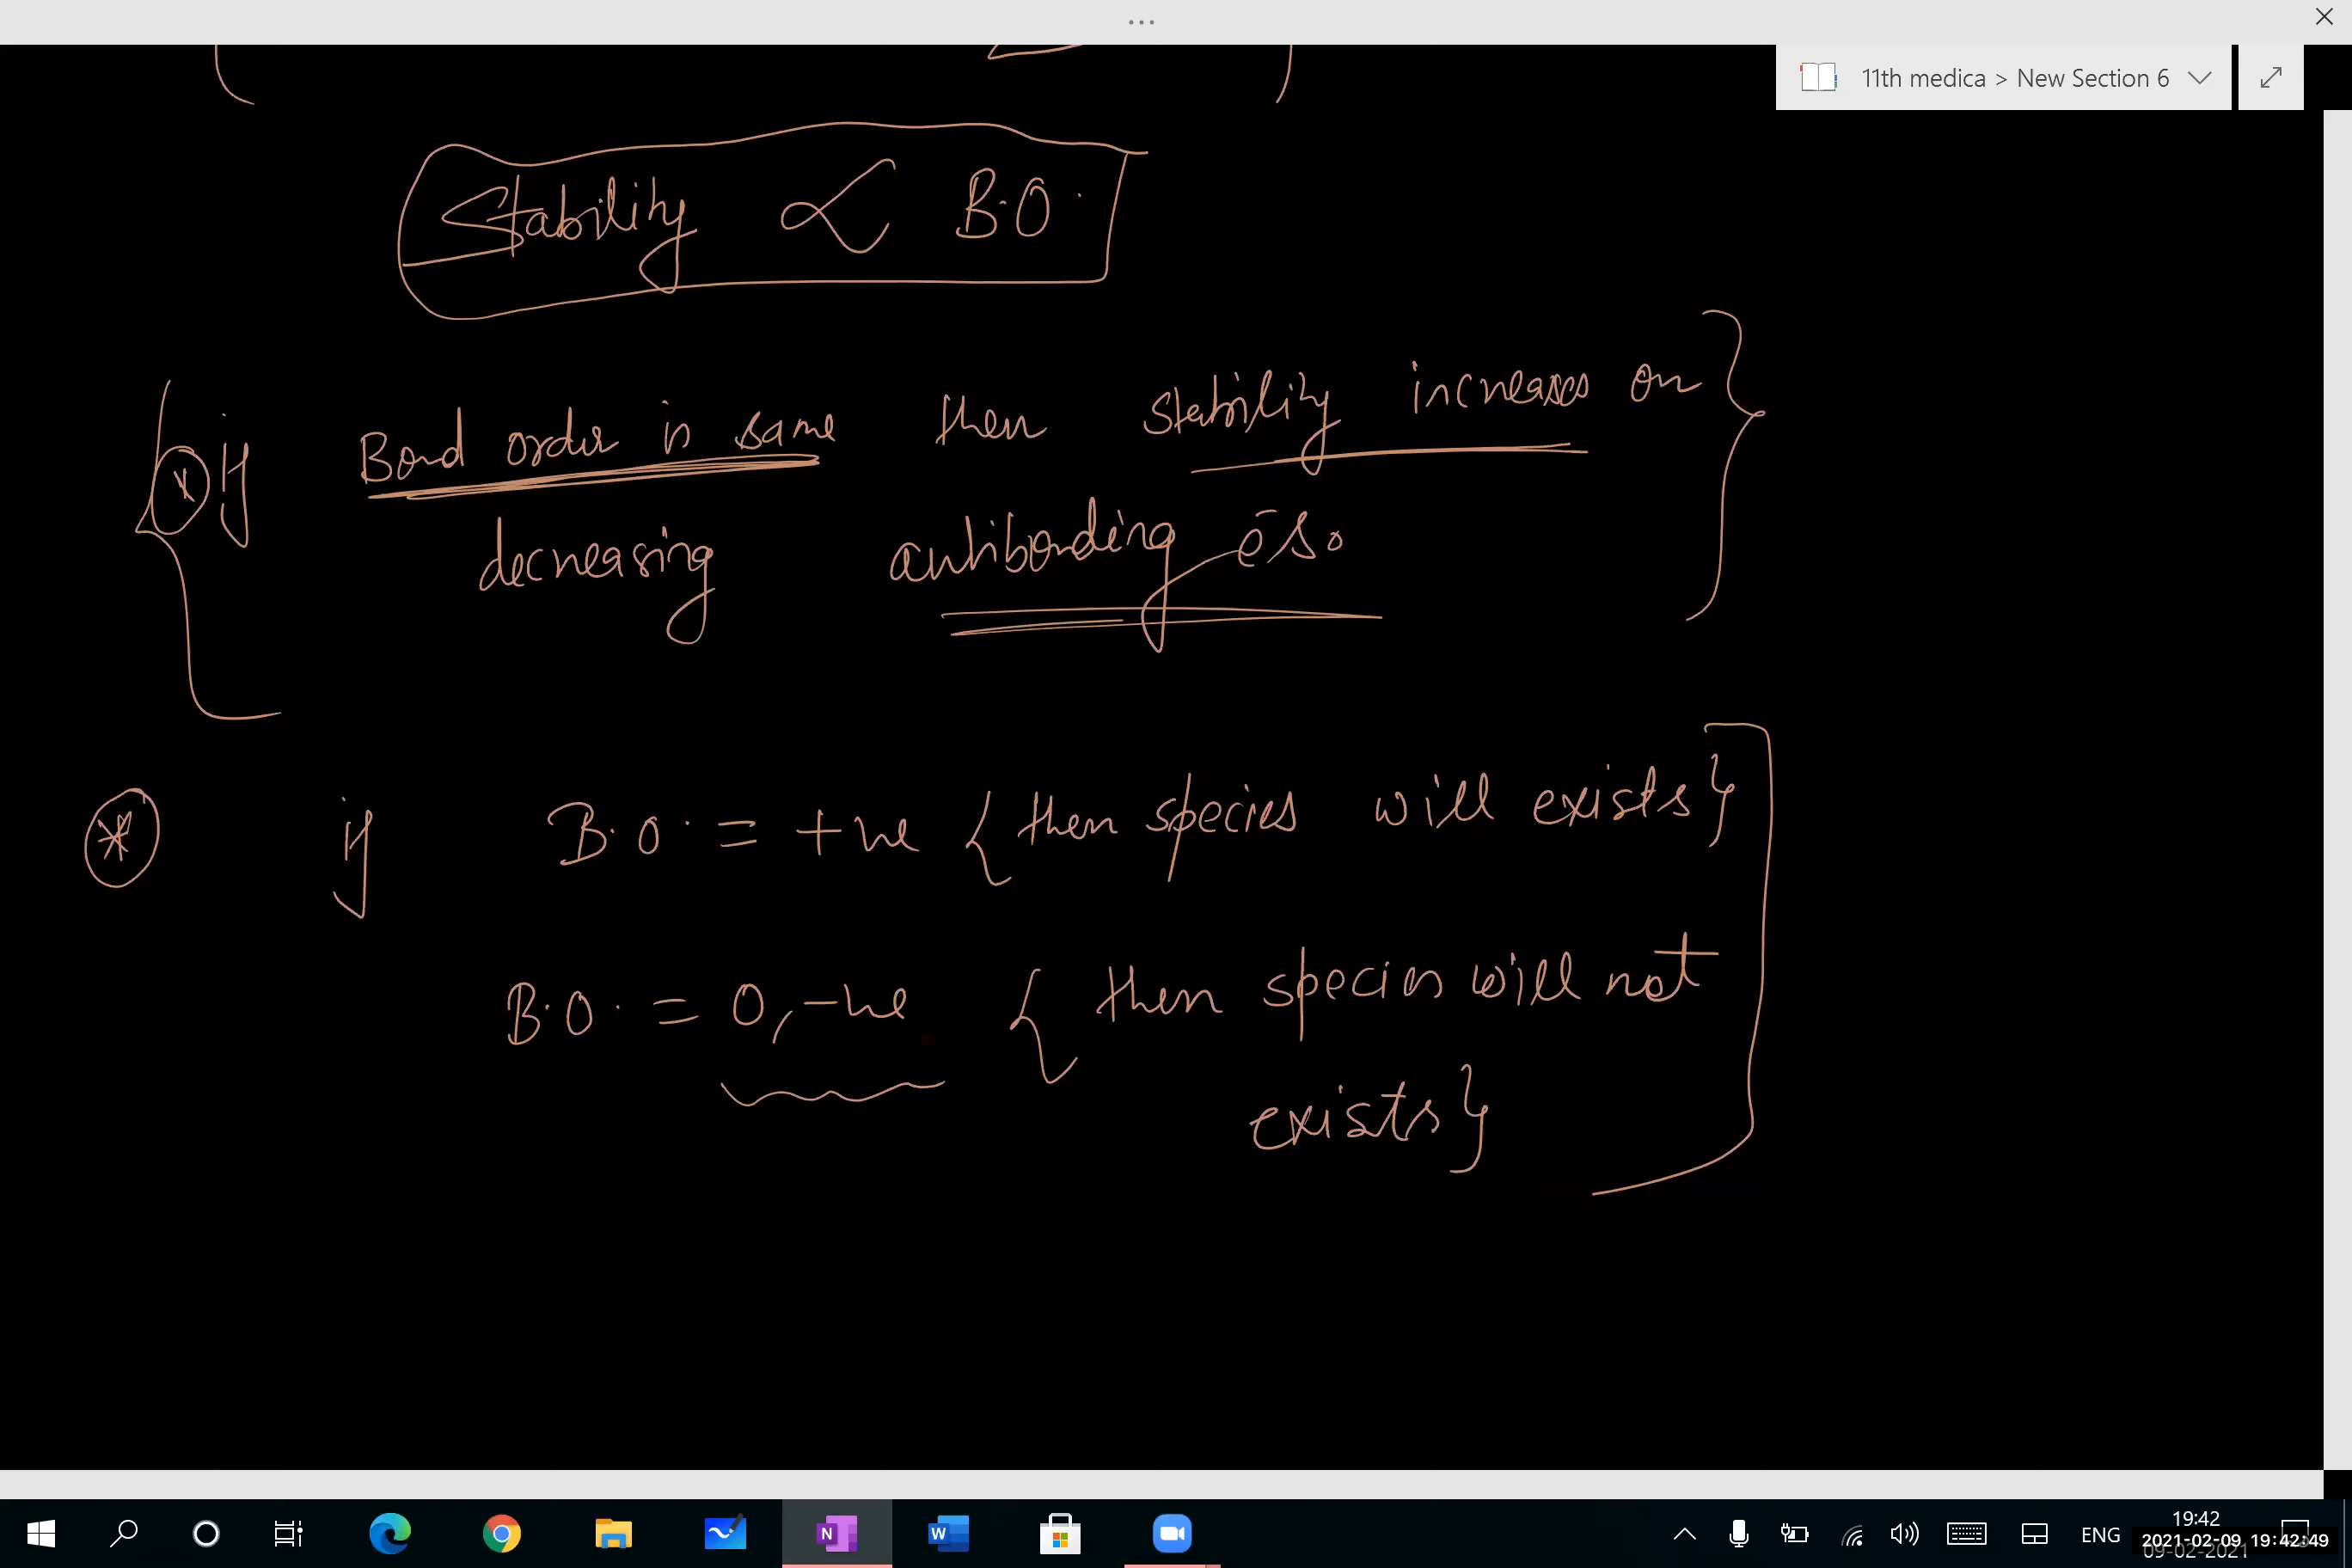 ...
11th medica > New Section 6
Stability ∝ B.O.
if Bond order is same then stability increases on
decreasing antibonding ēs.
* if B.O. = +ve {then species will exists}
B.O. = 0, -ve {then species will not
exists}
ENG
19:42
09-02-2021
2021-02-09 19:42:49